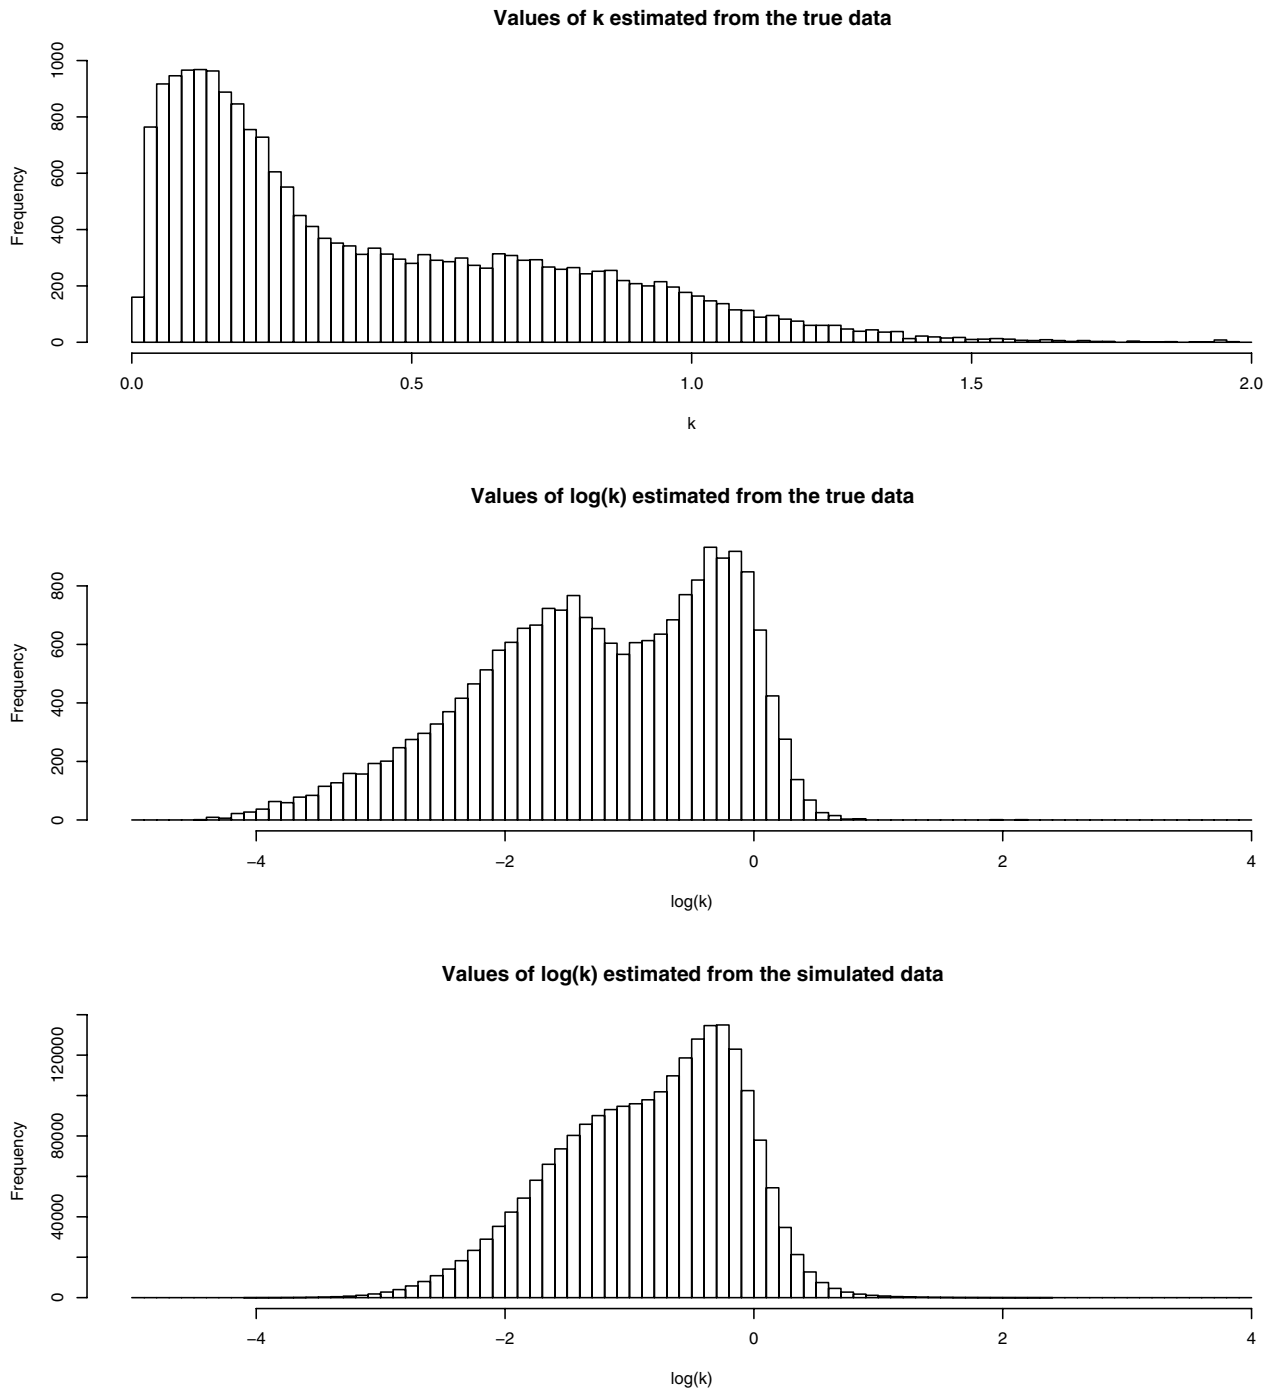 Values of k estimated from the true data
Frequency
1000
800
600
400
200
0
0.0 0.5 1.0 1.5 2.0
k
Values of log(k) estimated from the true data
Frequency
800
600
400
200
0
−4 −2 0 2 4
log(k)
Values of log(k) estimated from the simulated data
Frequency
120000
80000
40000
0
−4 −2 0 2 4
log(k)